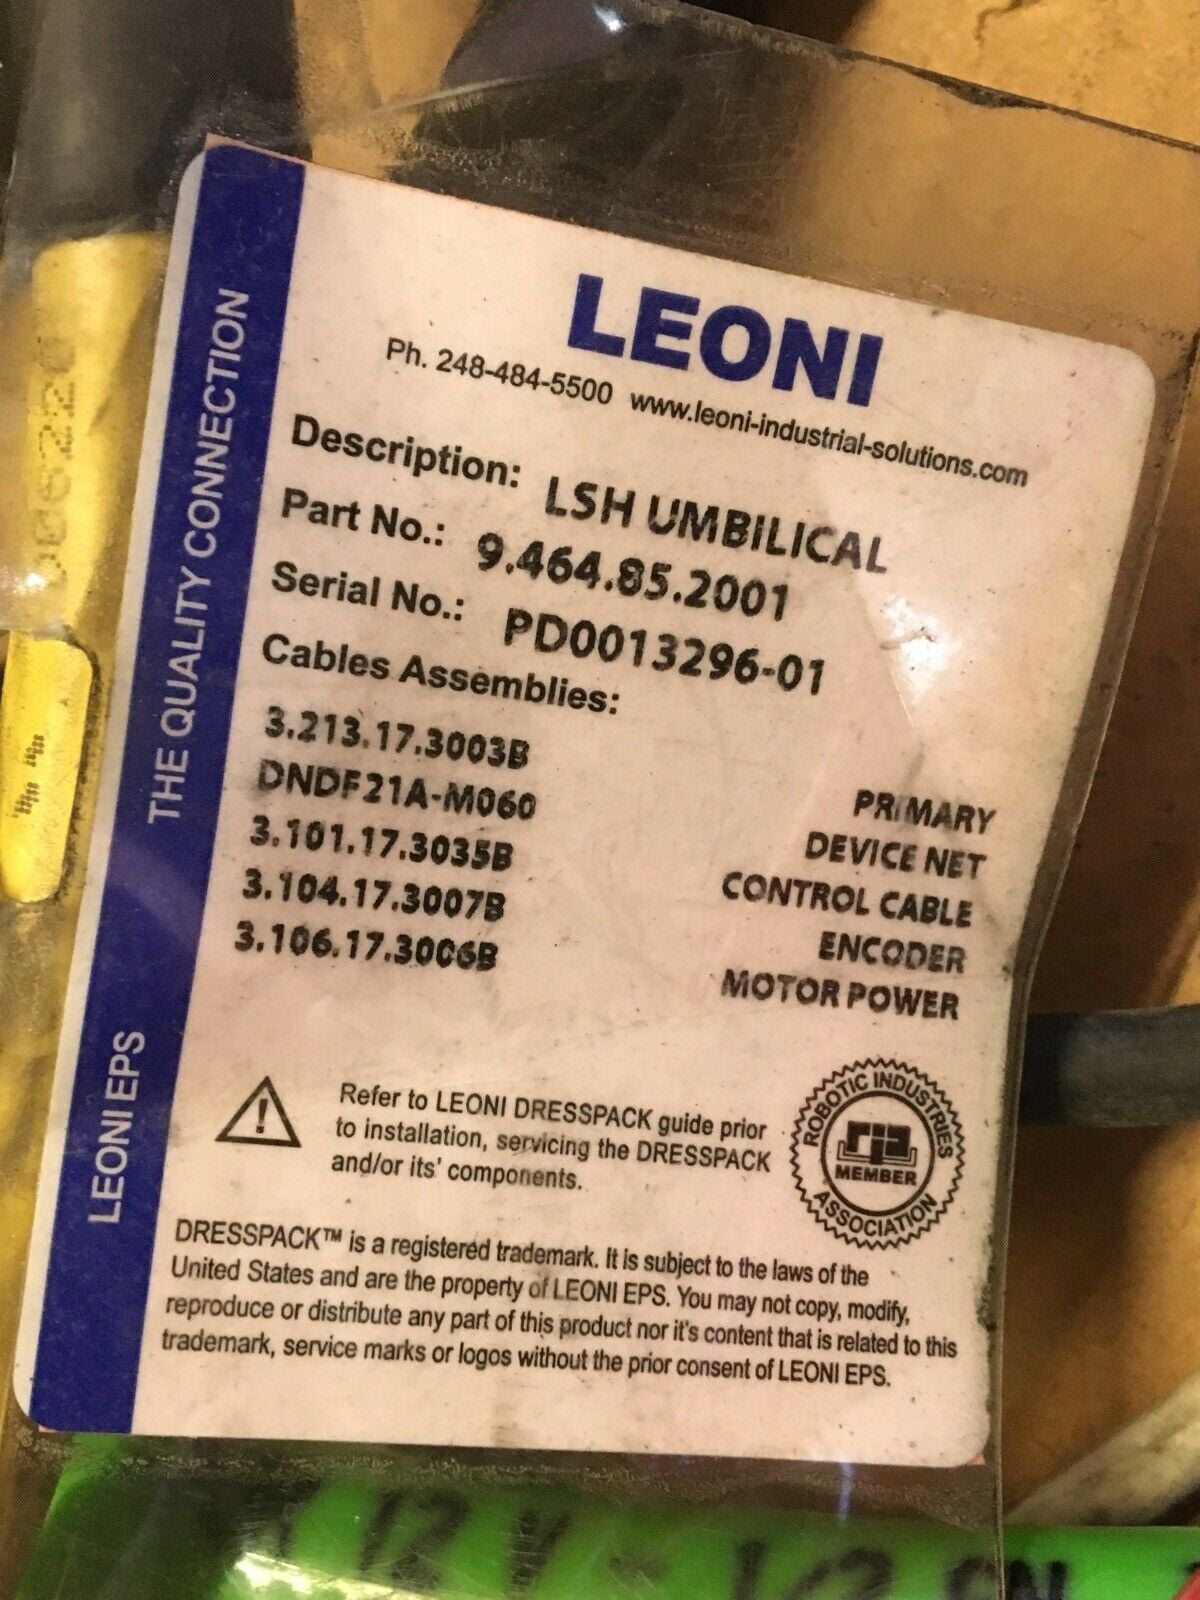 LEONI
Ph. 248-484-5500 www.leoni-industrial-solutions.com
Description: LSH UMBILICAL
Part No.: 9.464.85.2001
Serial No.: PD0013296-01
Cables Assemblies:
3.213.17.3003B PRIMARY
DNDF21A-M060 DEVICE NET
3.101.17.3035B CONTROL CABLE
3.104.17.3007B ENCODER
3.106.17.3006B MOTOR POWER
Refer to LEONI DRESSPACK guide prior
to installation, servicing the DRESSPACK
and/or its' components.
ROBOTIC INDUSTRIES
ria
MEMBER
ASSOCIATION
DRESSPACK™ is a registered trademark. It is subject to the laws of the
United States and are the property of LEONI EPS. You may not copy, modify,
reproduce or distribute any part of this product nor it's content that is related to this
trademark, service marks or logos without the prior consent of LEONI EPS.
LEONI EPS
THE QUALITY CONNECTION